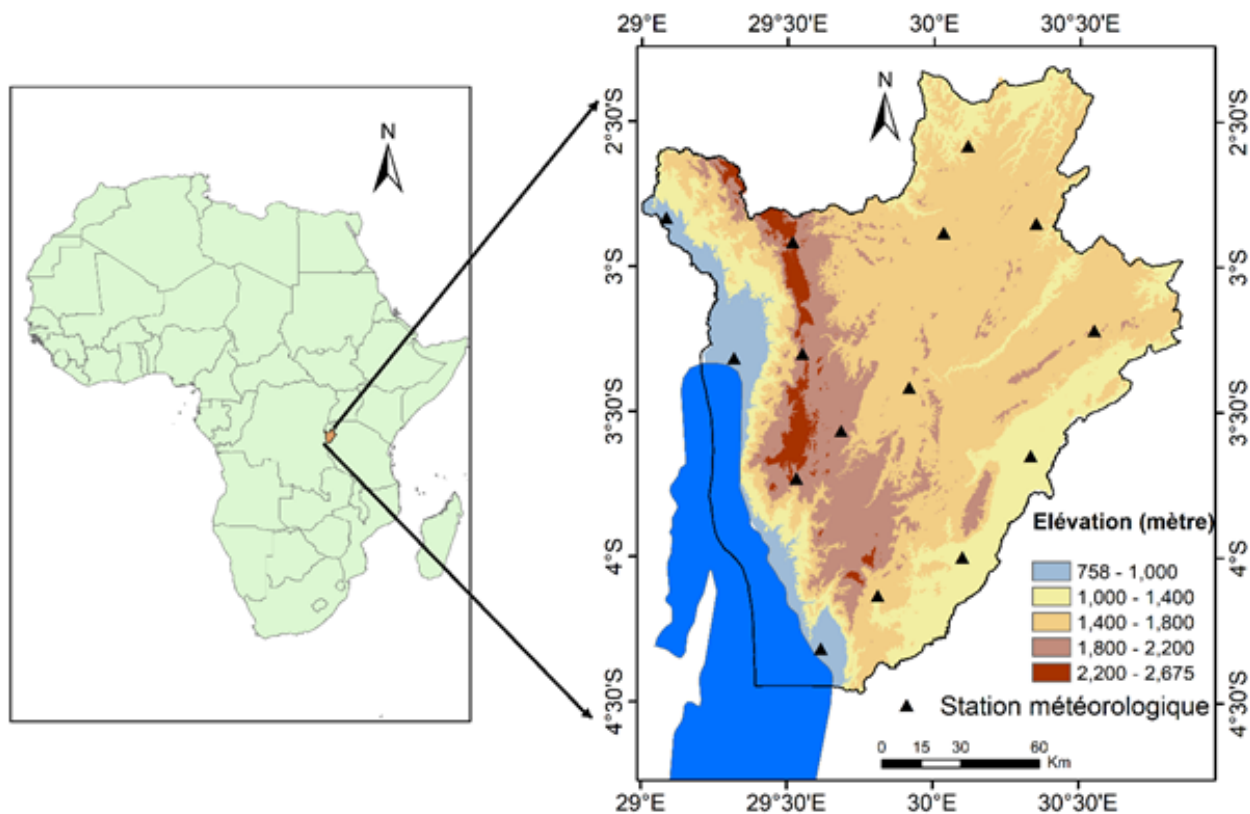 29°E 29°30'E 30°E 30°30'E
N
N
2°30'S 2°30'S
3°S 3°S
3°30'S 3°30'S
4°S 4°S
4°30'S 4°30'S
Elévation (mètre)
758 - 1,000
1,000 - 1,400
1,400 - 1,800
1,800 - 2,200
2,200 - 2,675
Station météorologique
0 15 30 60
Km
29°E 29°30'E 30°E 30°30'E